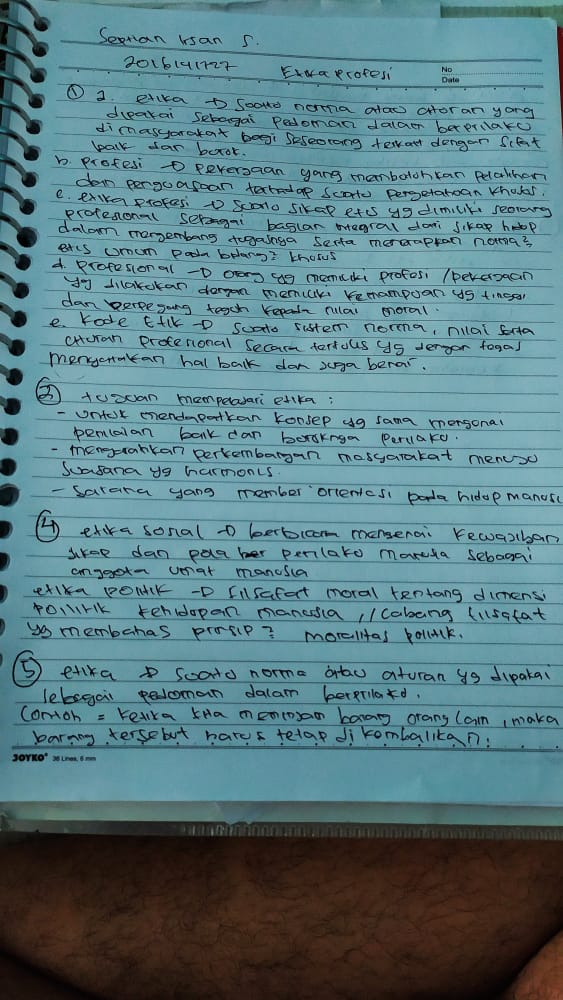 Septian Irsan S.
2016141727 Etika Profesi No
Date
① a. etika → suatu norma atau aturan yang
dipakai sebagai pedoman dalam berprilaku
dimasyarakat bagi seseorang terkait dengan sifat
baik dan buruk.
b. profesi → pekerjaan yang membutuhkan pelatihan
dan penguasaan terhadap suatu pengetahuan khusus.
c. etika profesi → suatu sikap etis yg dimiliki seorang
profesional sebagai bagian integral dari sikap hidup
dalam mengemban tugasnya serta menerapkan norma2
etis umum pada bidang2 khusus
d. profesional → orang yg memiliki profesi / pekerjaan
yg dilakukan dengan memiliki kemampuan yg tinggi
dan berpegang teguh kepada nilai moral.
e. kode etik → suatu sistem norma, nilai serta
aturan profesional secara tertulis yg dengan tegas
menyatakan hal baik dan juga benar.
② tujuan mempelajari etika :
- untuk mendapatkan konsep yg sama mengenai
penilaian baik dan buruknya perilaku.
- mengarahkan perkembangan masyarakat menuju
suasana yg harmonis.
- sarana yang member orientasi pada hidup manusi
④ etika sosial → berbicara mengenai kewajiban
sikap dan pola ber perilaku manusia sebagai
anggota umat manusia
etika politik → filsafat moral tentang dimensi
politik kehidupan manusia // cabang filsafat
yg membahas prinsip2 moralitas politik.
⑤ etika → suatu norma atau aturan yg dipakai
sebagai pedoman dalam berprilaku.
Contoh = ketika kita meminjam barang orang lain, maka
barang tersebut harus tetap di kembalikan.
JOYKO 36 Lines, 6 mm